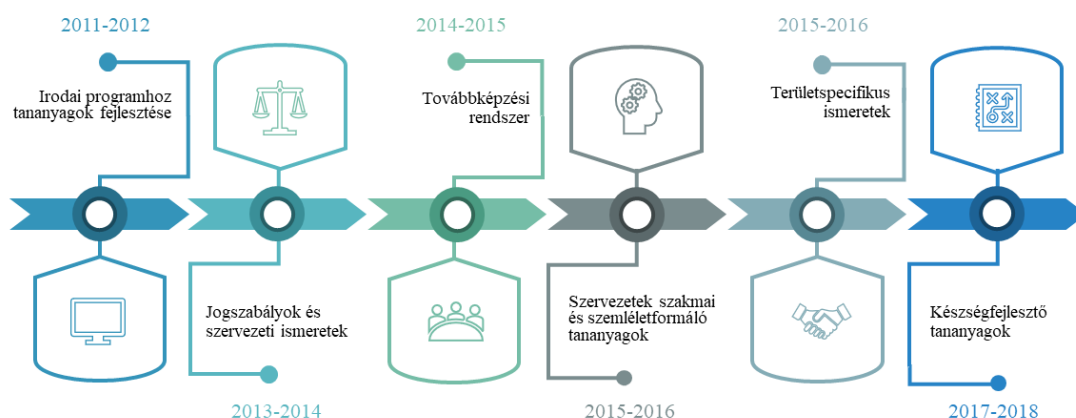 2011-2012
Irodai programhoz
tananyagok fejlesztése
Jogszabályok és
szervezeti ismeretek
2013-2014
2014-2015
Továbbképzési
rendszer
Szervezetek szakmai
és szemléletformáló
tananyagok
2015-2016
2015-2016
Területspecifikus
ismeretek
Készségfejlesztő
tananyagok
2017-2018